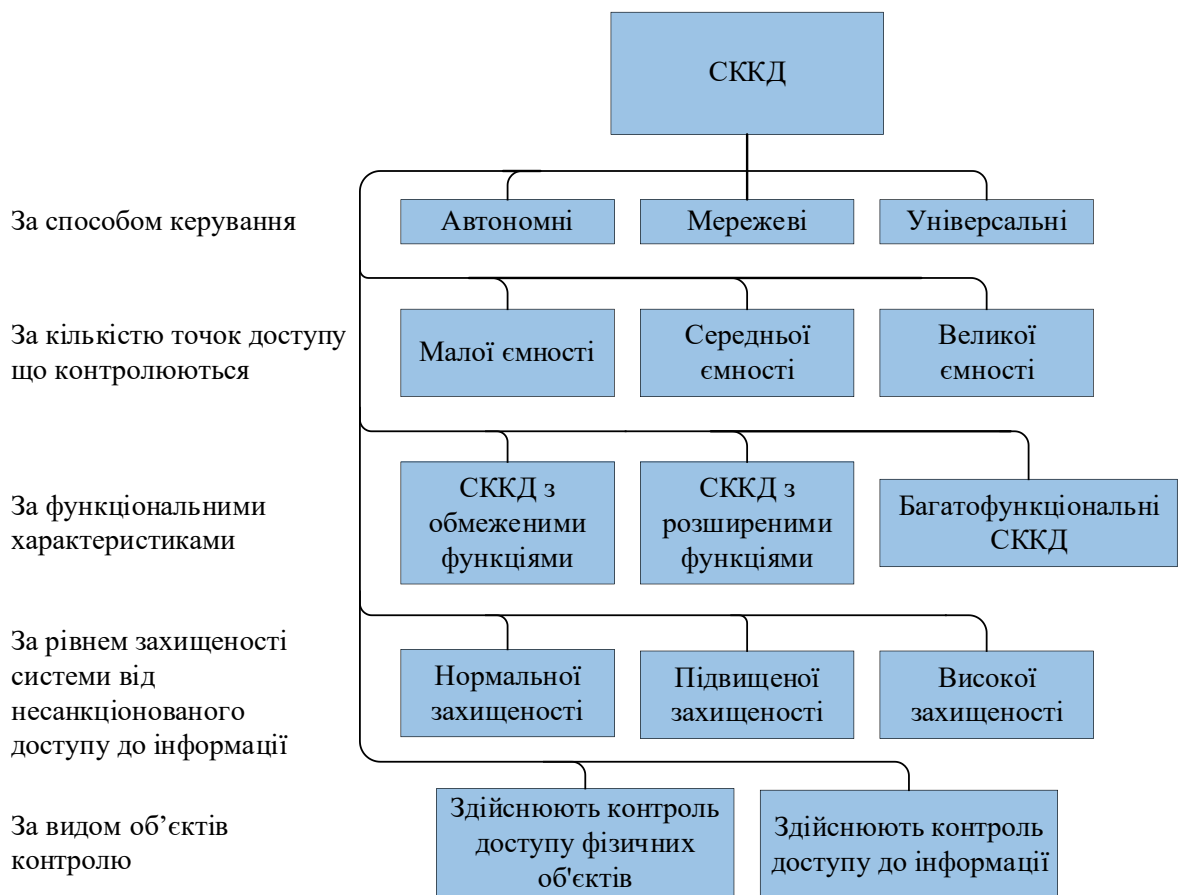 СККД
За способом керування
Автономні
Мережеві
Універсальні
За кількістю точок доступу
що контролюються
Малої ємності
Середньої
ємності
Великої
ємності
За функціональними
характеристиками
СККД з
обмеженими
функціями
СККД з
розширеними
функціями
Багатофункціональні
СККД
За рівнем захищеності
системи від
несанкціонованого
доступу до інформації
Нормальної
захищеності
Підвищеної
захищеності
Високої
захищеності
За видом об’єктів
контролю
Здійснюють контроль
доступу фізичних
об'єктів
Здійснюють контроль
доступу до інформації